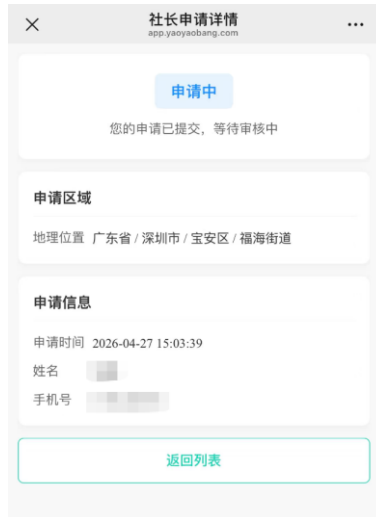 社长申请详情
app.yaoyaobang.com
申请中
您的申请已提交，等待审核中
申请区域
地理位置 广东省 / 深圳市 / 宝安区 / 福海街道
申请信息
申请时间 2026-04-27 15:03:39
姓名
手机号
返回列表